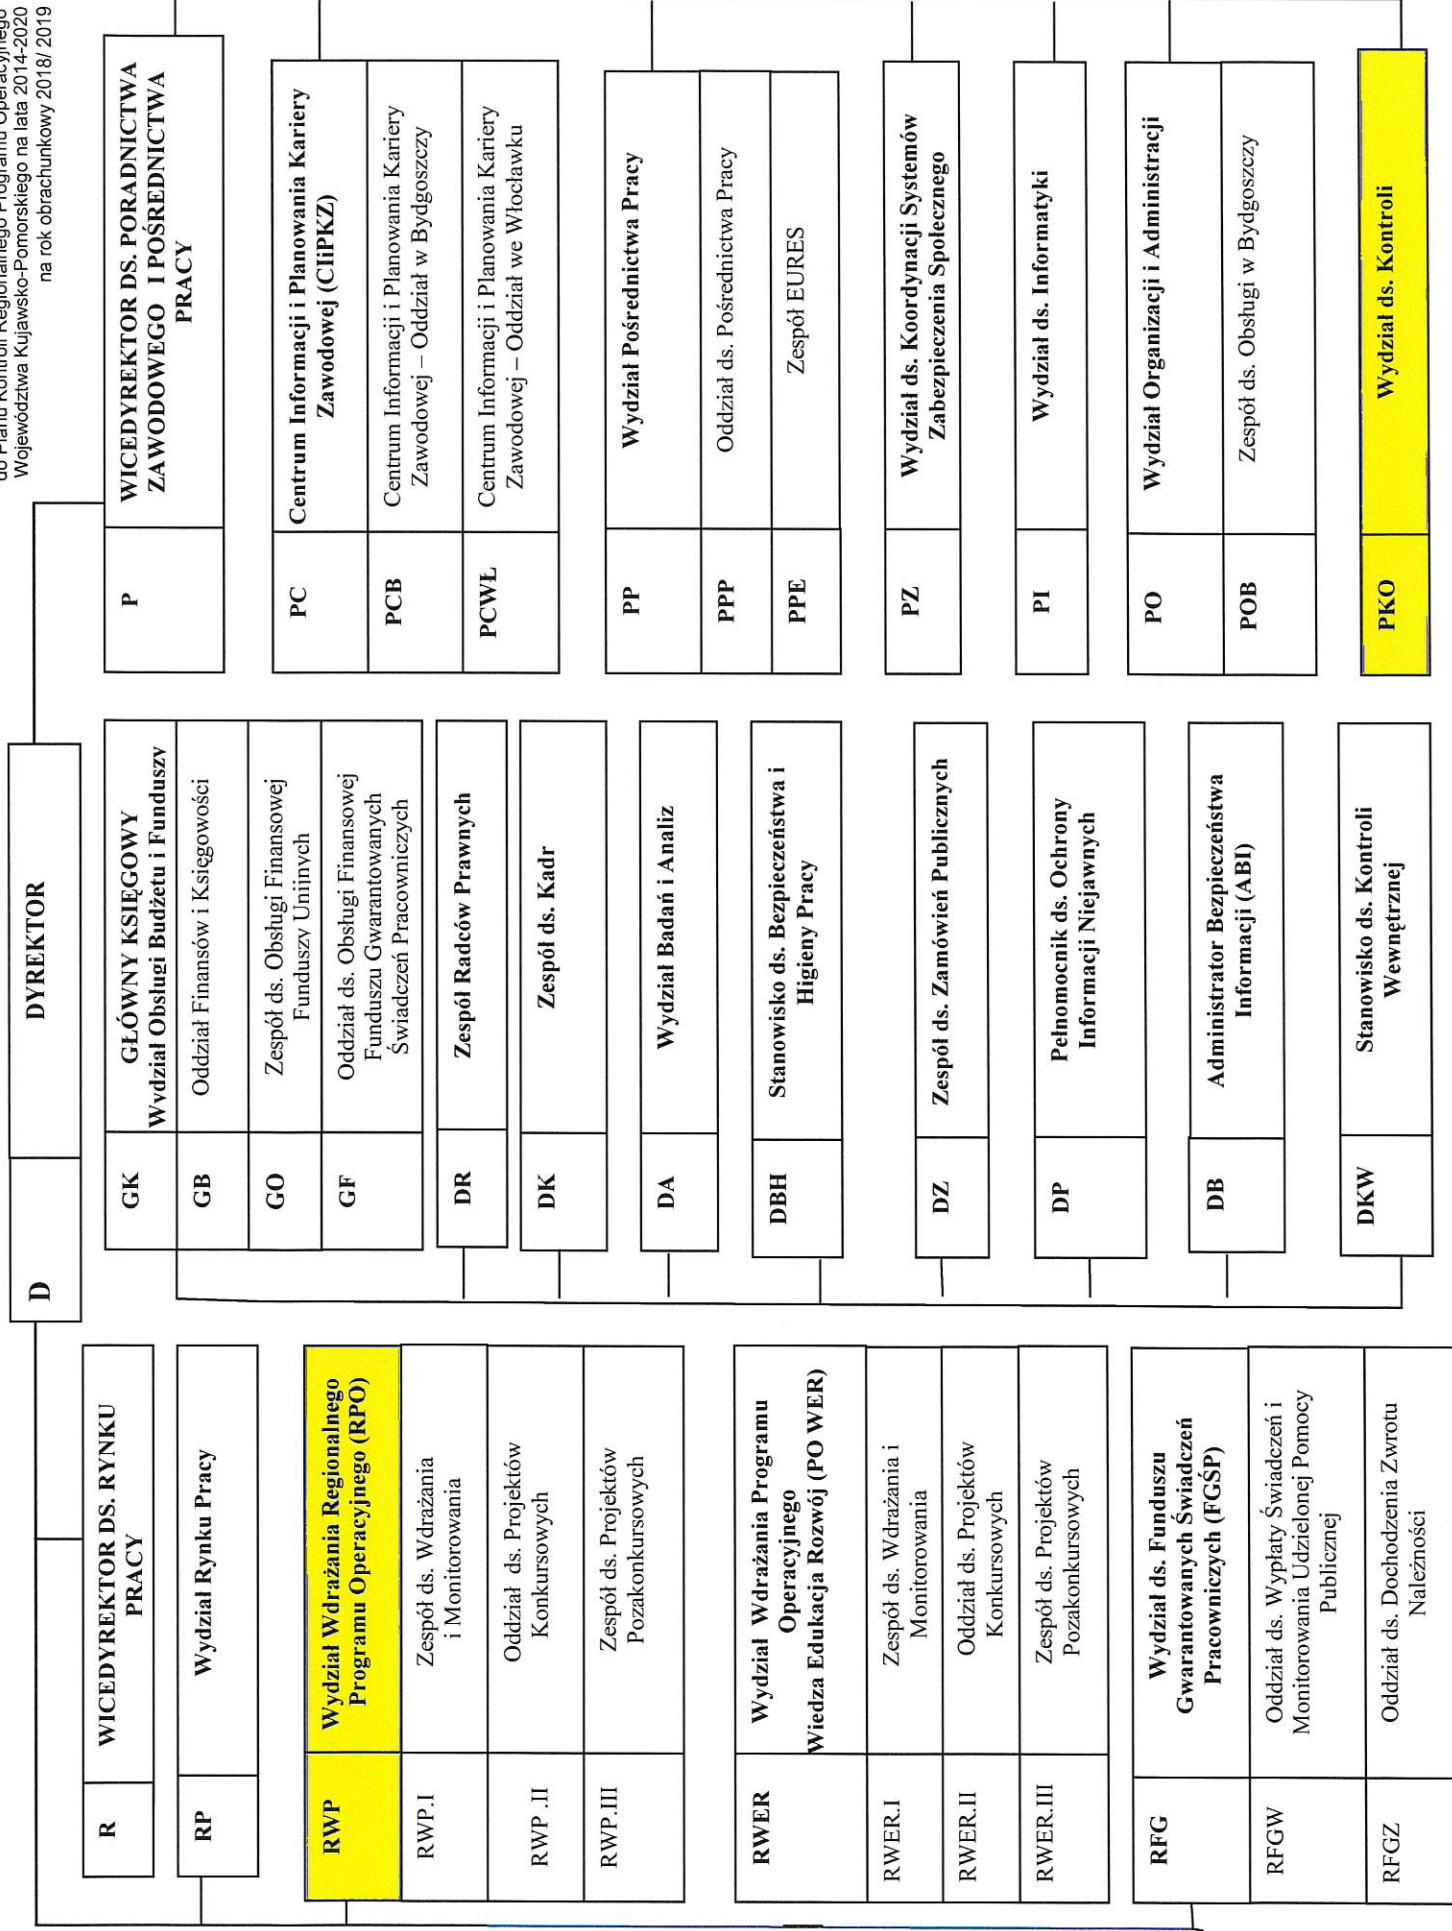 do Planu Kontroli Regionalnego Programu Operacyjnego
Województwa Kujawsko-Pomorskiego na lata 2014-2020
na rok obrachunkowy 2018/ 2019
D
DYREKTOR
R
WICEDYREKTOR DS. RYNKU
PRACY
RP
Wydział Rynku Pracy
RWP
Wydział Wdrażania Regionalnego
Programu Operacyjnego (RPO)
RWP.I
Zespół ds. Wdrażania
i Monitorowania
RWP .II
Oddział ds. Projektów
Konkursowych
RWP.III
Zespół ds. Projektów
Pozakonkursowych
RWER
Wydział Wdrażania Programu
Operacyjnego
Wiedza Edukacja Rozwój (PO WER)
RWER.I
Zespół ds. Wdrażania i
Monitorowania
RWER.II
Oddział ds. Projektów
Konkursowych
RWER.III
Zespół ds. Projektów
Pozakonkursowych
RFG
Wydział ds. Funduszu
Gwarantowanych Świadczeń
Pracowniczych (FGŚP)
RFGW
Oddział ds. Wypłaty Świadczeń i
Monitorowania Udzielonej Pomocy
Publicznej
RFGZ
Oddział ds. Dochodzenia Zwrotu
Należności
GK
GŁÓWNY KSIĘGOWY
Wydział Obsługi Budżetu i Funduszy
GB
Oddział Finansów i Księgowości
GO
Zespół ds. Obsługi Finansowej
Funduszy Unijnych
GF
Oddział ds. Obsługi Finansowej
Funduszu Gwarantowanych
Świadczeń Pracowniczych
DR
Zespół Radców Prawnych
DK
Zespół ds. Kadr
DA
Wydział Badań i Analiz
DBH
Stanowisko ds. Bezpieczeństwa i
Higieny Pracy
DZ
Zespół ds. Zamówień Publicznych
DP
Pełnomocnik ds. Ochrony
Informacji Niejawnych
DB
Administrator Bezpieczeństwa
Informacji (ABI)
DKW
Stanowisko ds. Kontroli
Wewnętrznej
P
WICEDYREKTOR DS. PORADNICTWA
ZAWODOWEGO I POŚREDNICTWA
PRACY
PC
Centrum Informacji i Planowania Kariery
Zawodowej (CIiPKZ)
PCB
Centrum Informacji i Planowania Kariery
Zawodowej – Oddział w Bydgoszczy
PCWŁ
Centrum Informacji i Planowania Kariery
Zawodowej – Oddział we Włocławku
PP
Wydział Pośrednictwa Pracy
PPP
Oddział ds. Pośrednictwa Pracy
PPE
Zespół EURES
PZ
Wydział ds. Koordynacji Systemów
Zabezpieczenia Społecznego
PI
Wydział ds. Informatyki
PO
Wydział Organizacji i Administracji
POB
Zespół ds. Obsługi w Bydgoszczy
PKO
Wydział ds. Kontroli